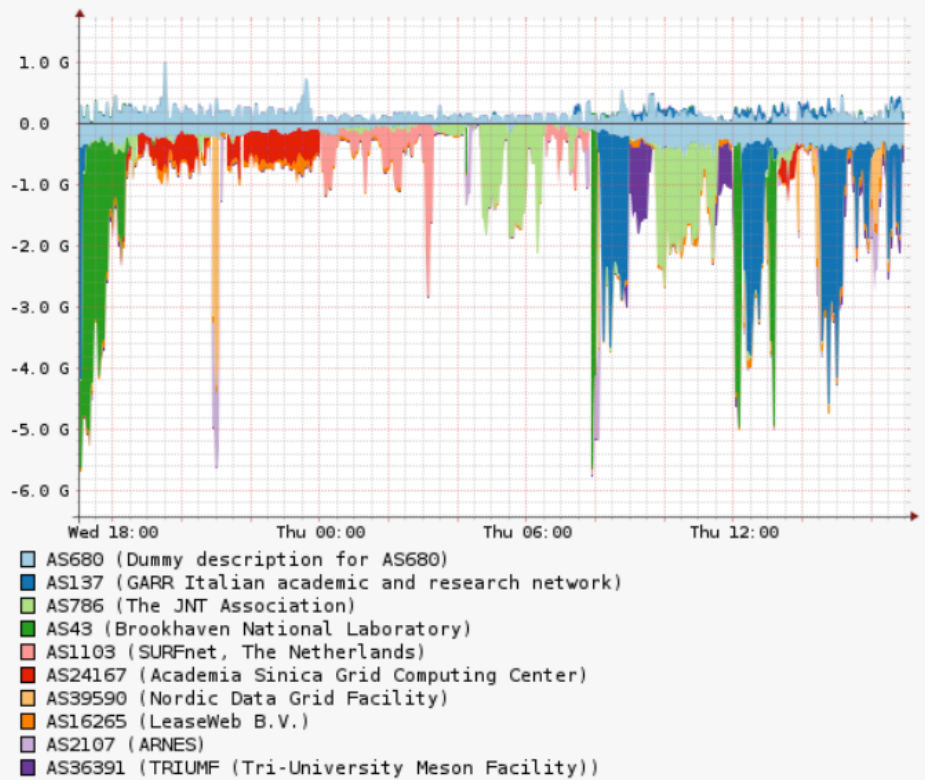 1.0 G
0.0
-1.0 G
-2.0 G
-3.0 G
-4.0 G
-5.0 G
-6.0 G
Wed 18:00 Thu 00:00 Thu 06:00 Thu 12:00
AS680 (Dummy description for AS680)
AS137 (GARR Italian academic and research network)
AS786 (The JNT Association)
AS43 (Brookhaven National Laboratory)
AS1103 (SURFnet, The Netherlands)
AS24167 (Academia Sinica Grid Computing Center)
AS39590 (Nordic Data Grid Facility)
AS16265 (LeaseWeb B.V.)
AS2107 (ARNES)
AS36391 (TRIUMF (Tri-University Meson Facility))